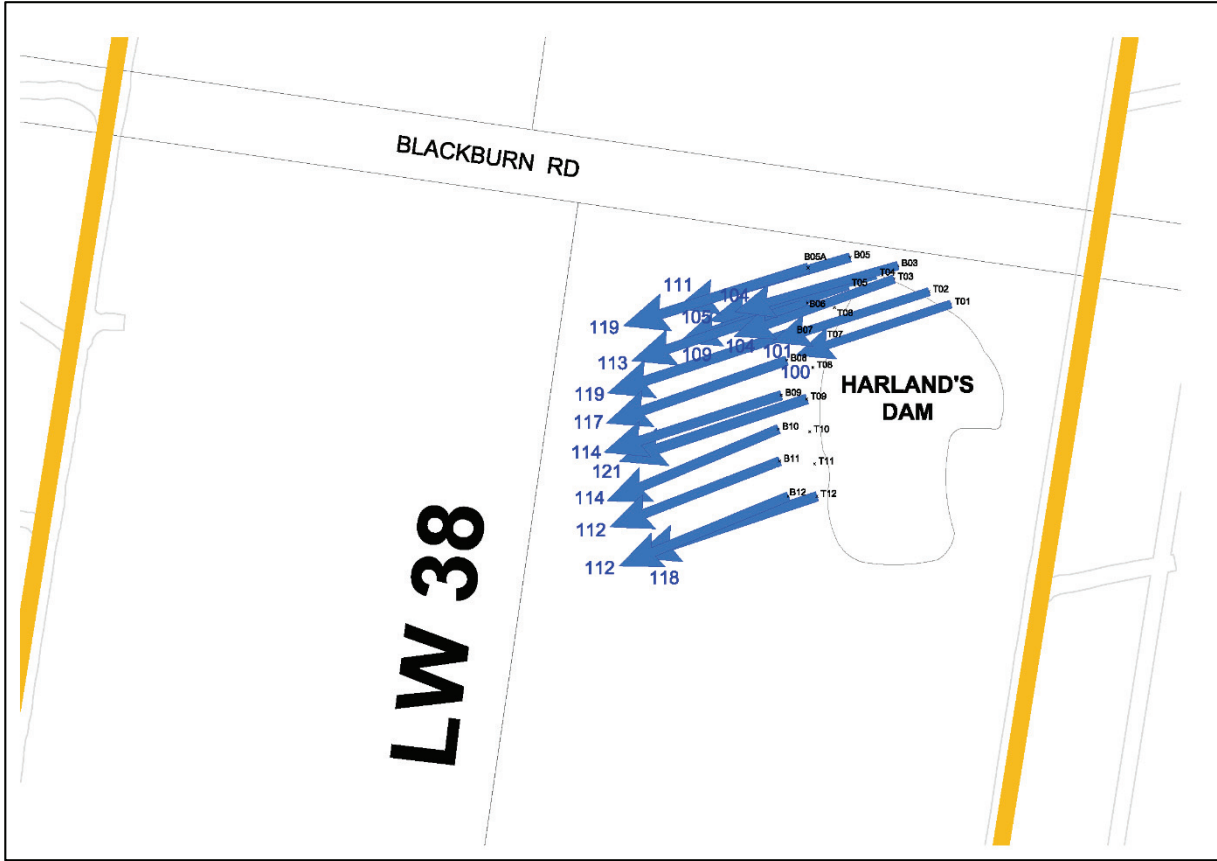 BLACKBURN RD
B05A
B05
B03
T04
T03
T05
T02
T01
111
104
B06
T08
119
105
B07
T07
113
109
104
101
B08
T08
100
119
HARLAND'S
DAM
117
B09
T09
114
B10
T10
121
114
B11
T11
112
B12
T12
112
118
LW 38